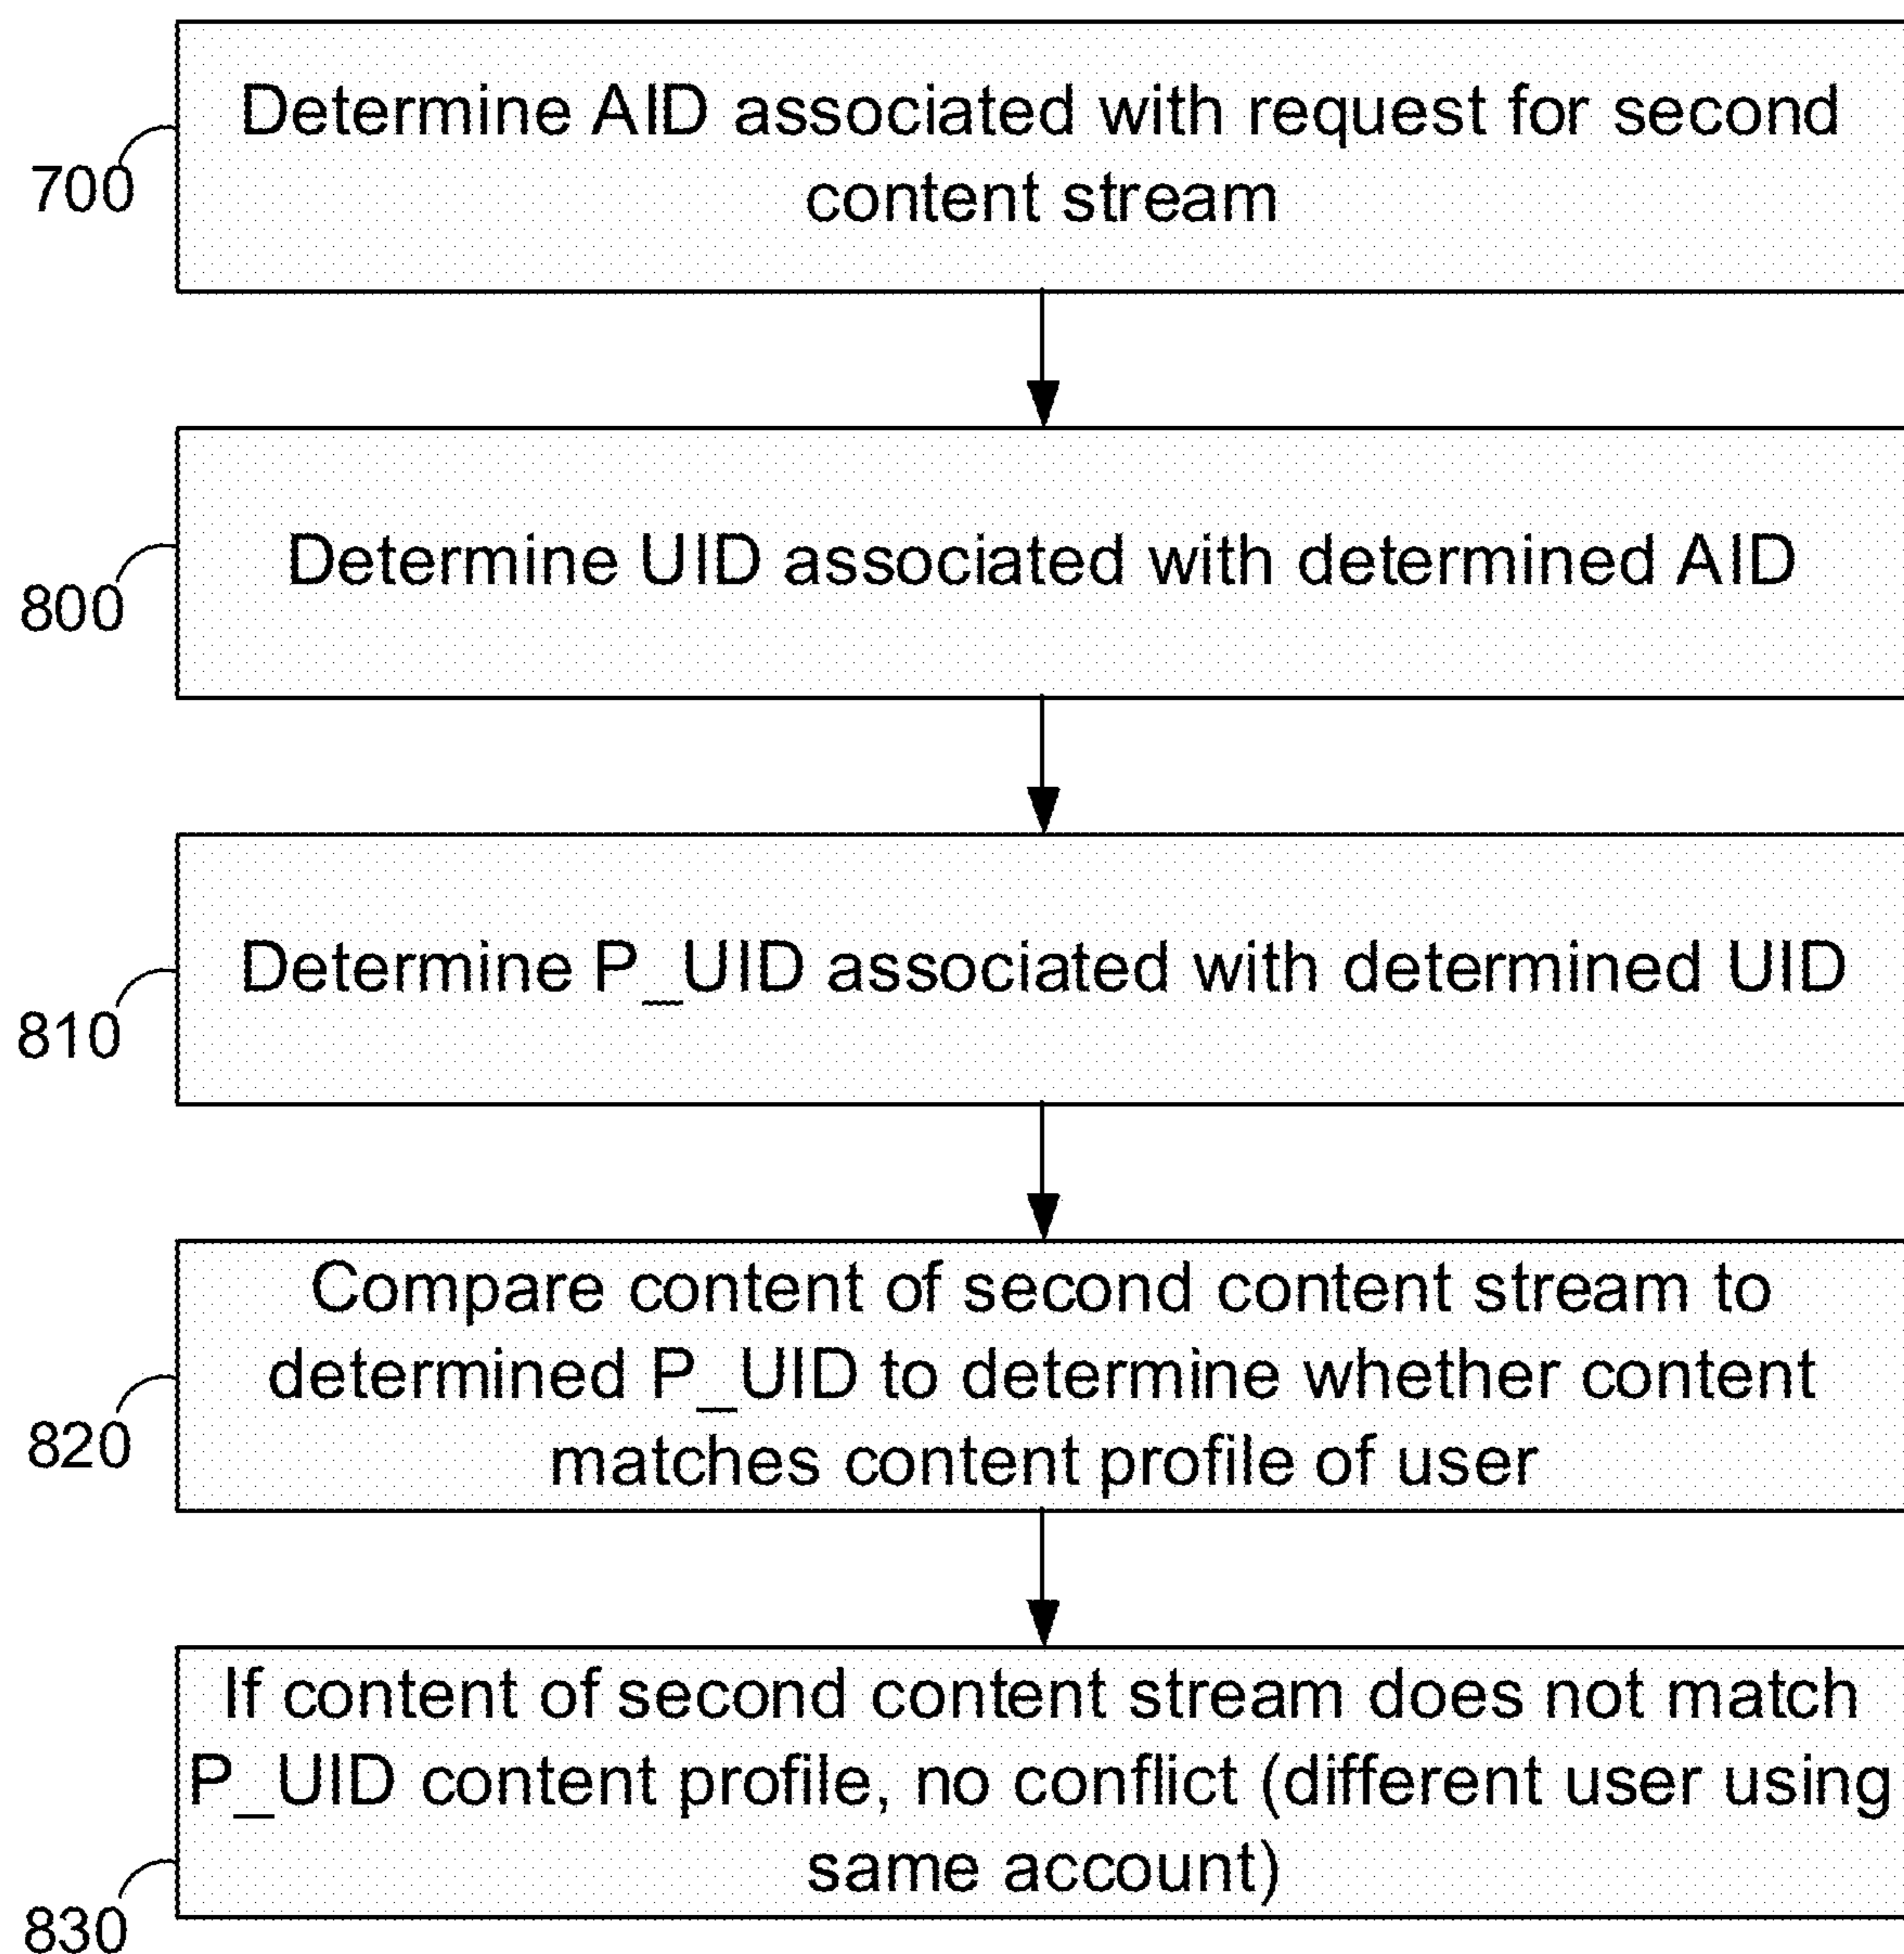 Determine AID associated with request for second
content stream
700
Determine UID associated with determined AID
800
Determine P_UID associated with determined UID
810
Compare content of second content stream to
determined P_UID to determine whether content
matches content profile of user
820
If content of second content stream does not match
P_UID content profile, no conflict (different user using
same account)
830